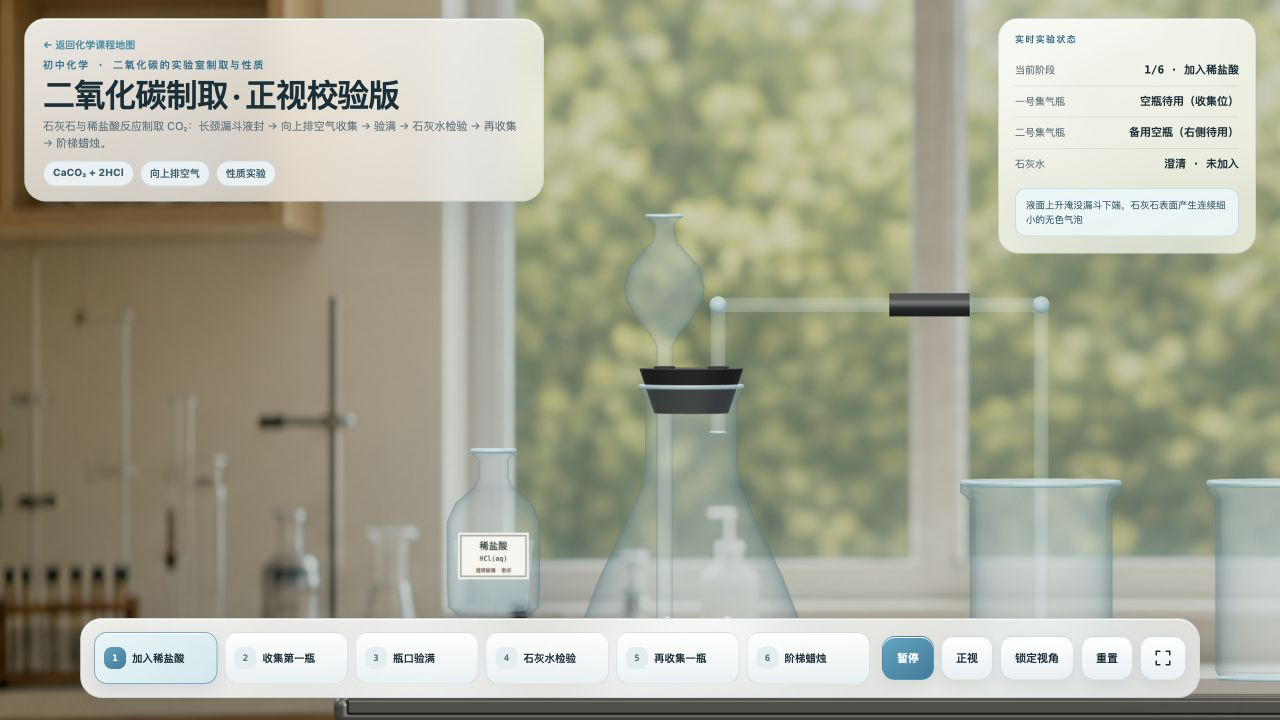 ← 返回化学课程地图
初中化学 · 二氧化碳的实验室制取与性质
二氧化碳制取·正视校验版
石灰石与稀盐酸反应制取 CO₂：长颈漏斗液封 → 向上排空气收集 → 验满 → 石灰水检验 → 再收集
→ 阶梯蜡烛。
CaCO₃ + 2HCl
向上排空气
性质实验
实时实验状态
当前阶段 1/6 · 加入稀盐酸
一号集气瓶 空瓶待用（收集位）
二号集气瓶 备用空瓶（右侧待用）
石灰水 澄清 · 未加入
液面上升淹没漏斗下端，石灰石表面产生连续细
小的无色气泡
稀盐酸
HCl(aq)
透明玻璃 · 密闭
1 加入稀盐酸
2 收集第一瓶
3 瓶口验满
4 石灰水检验
5 再收集一瓶
6 阶梯蜡烛
暂停
正视
锁定视角
重置